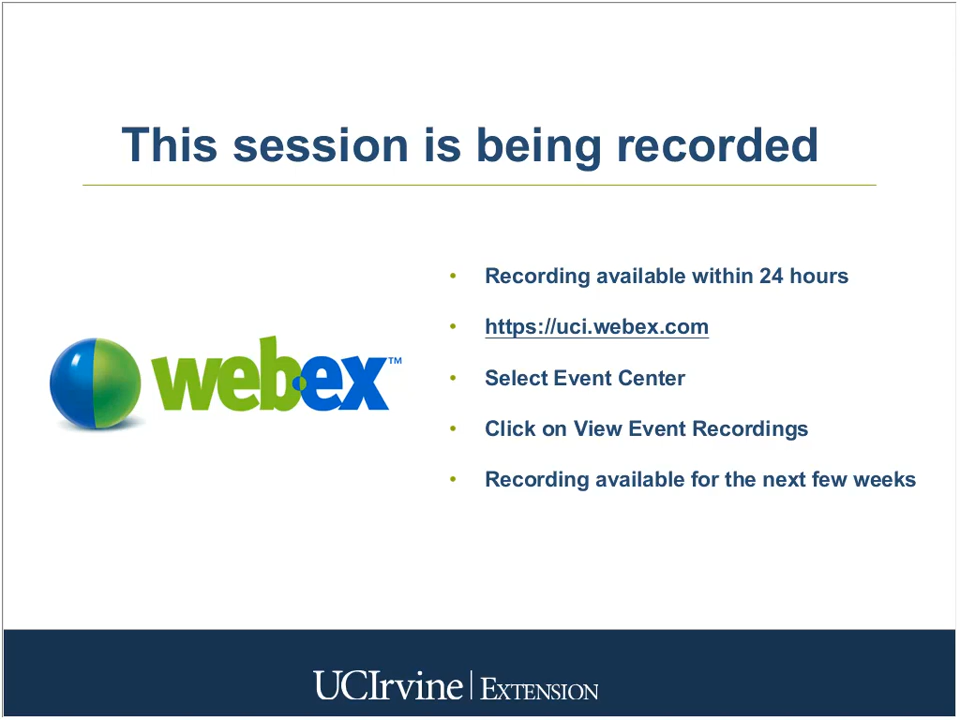 This session is being recorded
• Recording available within 24 hours
• https://uci.webex.com
• Select Event Center
• Click on View Event Recordings
• Recording available for the next few weeks
webex™
UCIrvine | EXTENSION